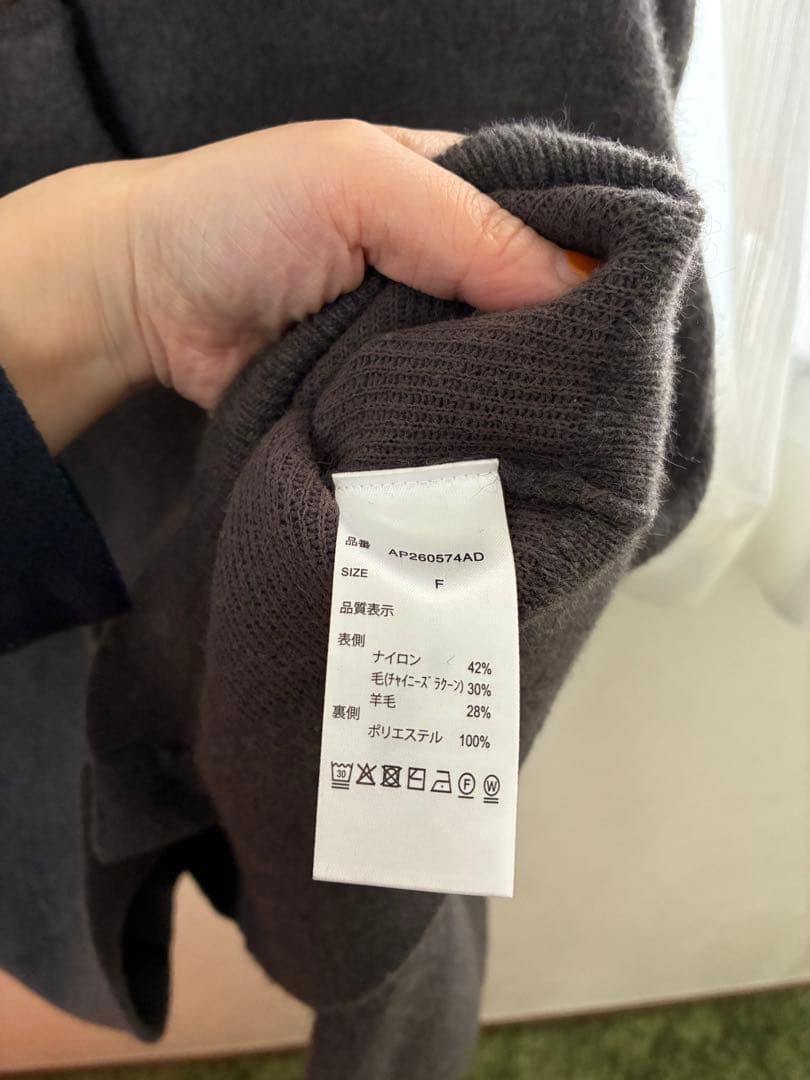 品番 AP260574AD
SIZE F
品質表示
表側
ナイロン 42%
毛(ﾁｬｲﾆｰｽﾞﾗｸｰﾝ) 30%
羊毛 28%
裏側
ポリエステル 100%
30
F W